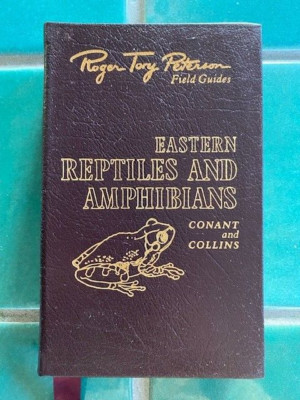 Roger Tory Peterson
Field Guides
EASTERN
REPTILES AND
AMPHIBIANS
CONANT
and
COLLINS